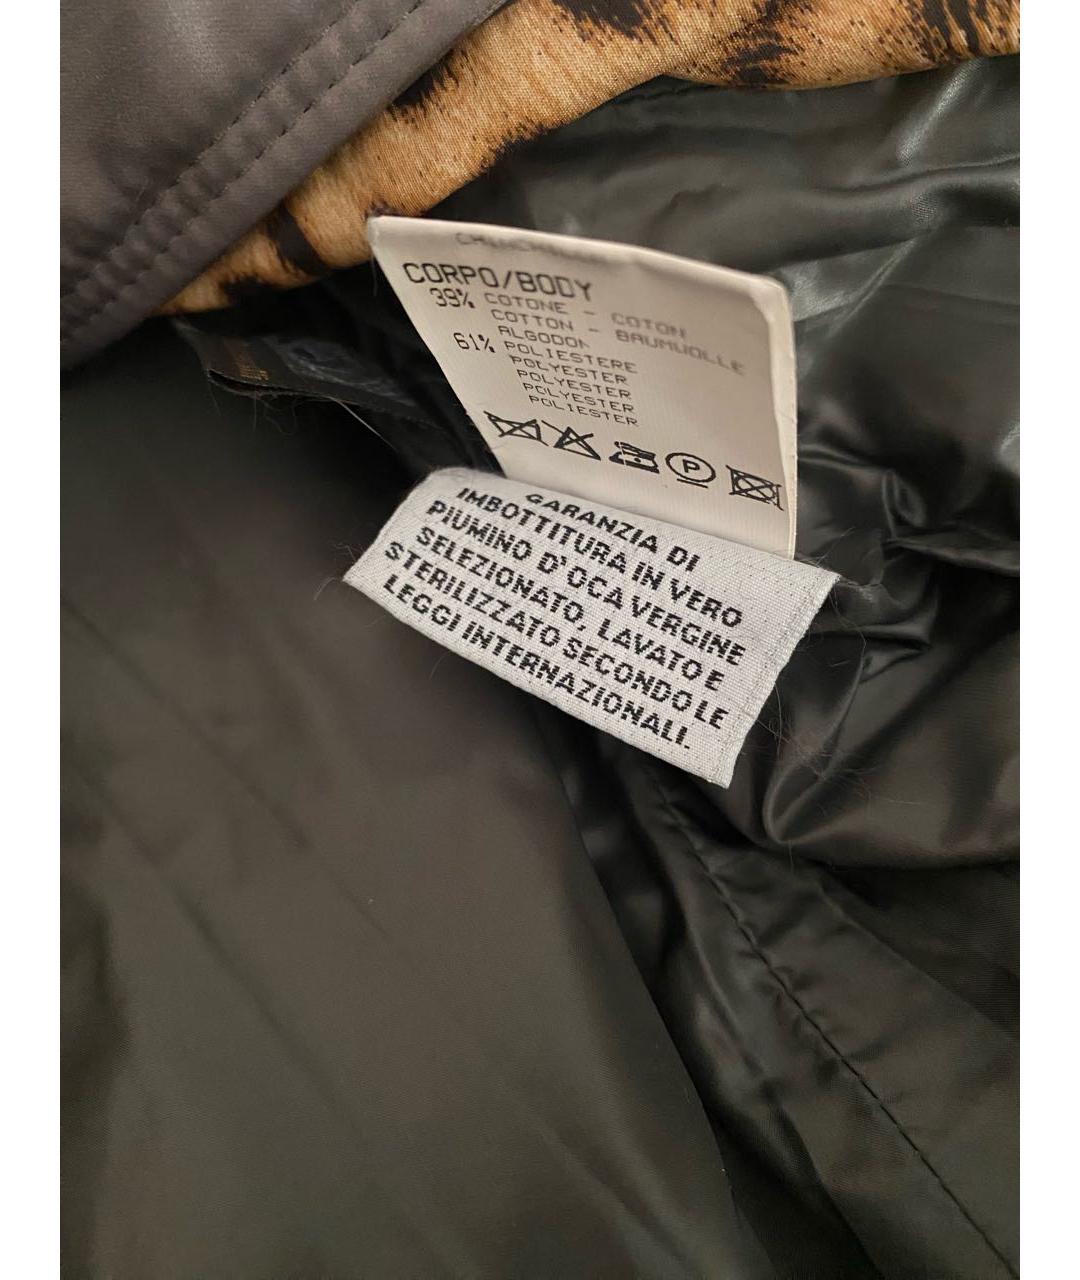 CORPO/BODY
39% COTONE - COTON
COTTON - BAUMWOLLE
ALGODON
61% POLIESTERE
POLYESTER
POLYESTER
POLYESTER
POLIESTER
P
GARANZIA DI
IMBOTTITURA IN VERO
PIUMINO D'OCA VERGINE
SELEZIONATO, LAVATO E
STERILIZZATO SECONDO LE
LEGGI INTERNAZIONALI.